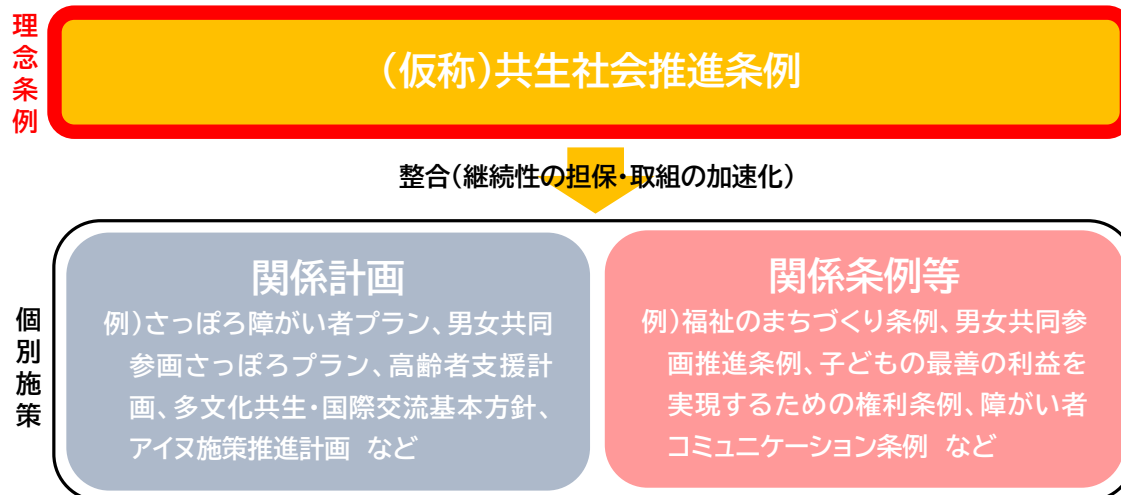 理念条例
(仮称)共生社会推進条例
整合(継続性の担保・取組の加速化)
個別施策
関係計画
例)さっぽろ障がい者プラン、男女共同
参画さっぽろプラン、高齢者支援計
画、多文化共生・国際交流基本方針、
アイヌ施策推進計画 など
関係条例等
例)福祉のまちづくり条例、男女共同参
画推進条例、子どもの最善の利益を
実現するための権利条例、障がい者
コミュニケーション条例 など